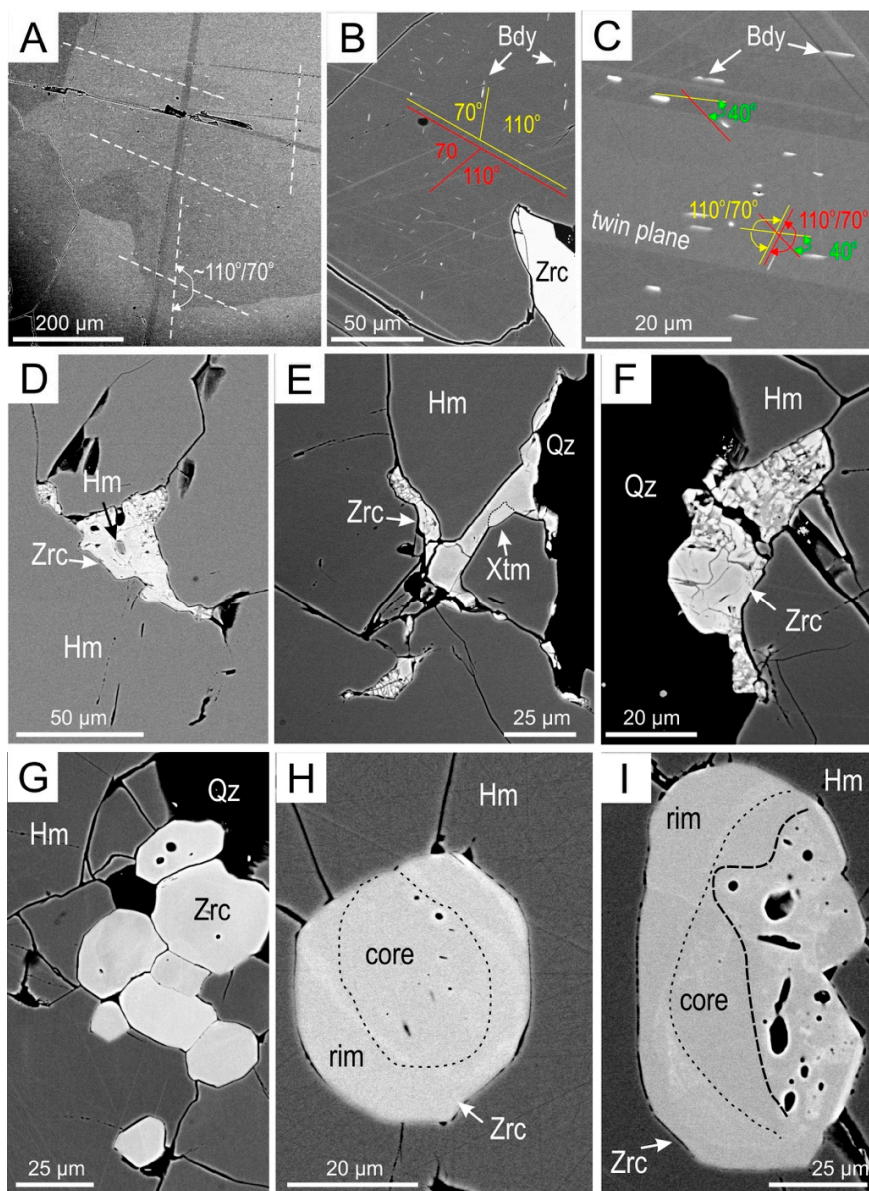 A
~110°/70°
200 µm
B
Bdy
70°
110°
70
110°
Zrc
50 µm
C
Bdy
40°
110°/70°
110°/70°
twin plane
40°
20 µm
D
Hm
Zrc
Hm
50 µm
E
Hm
Qz
Zrc
Xtm
25 µm
F
Hm
Qz
Zrc
20 µm
G
Qz
Hm
Zrc
25 µm
H
Hm
core
rim
Zrc
20 µm
I
Hm
rim
core
Zrc
25 µm